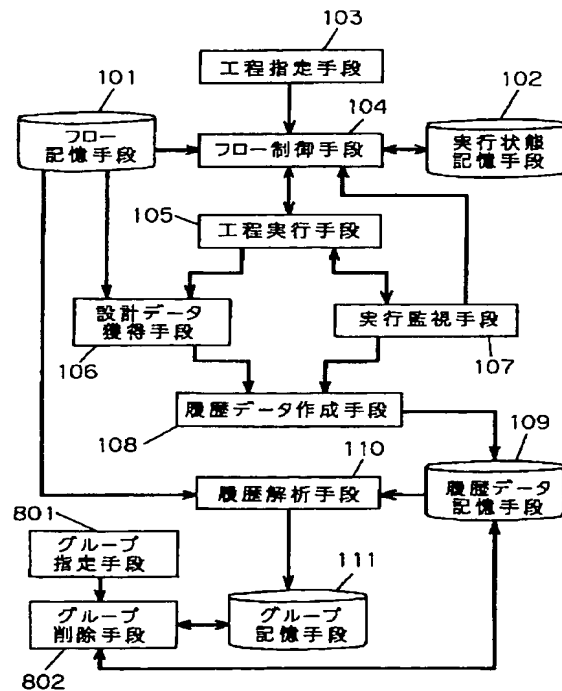 103
工程指定手段
101
フロー
記憶手段
104
フロー制御手段
102
実行状態
記憶手段
105
工程実行手段
設計データ
獲得手段
106
実行監視手段
107
履歴データ作成手段
108
109
履歴データ
記憶手段
110
履歴解析手段
801
グループ
指定手段
111
グループ
記憶手段
グループ
削除手段
802